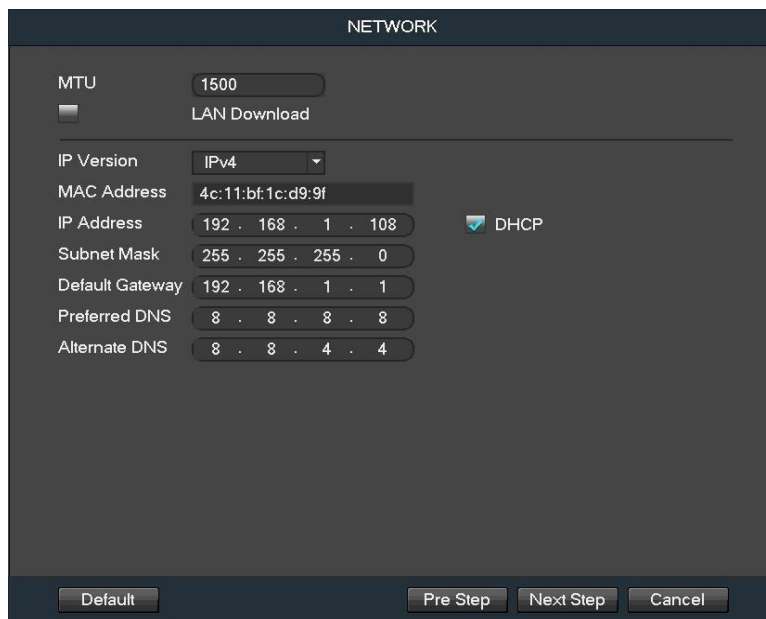 NETWORK
MTU 1500
LAN Download
IP Version IPv4
MAC Address 4c:11:bf:1c:d9:9f
IP Address 192 . 168 . 1 . 108 DHCP
Subnet Mask 255 . 255 . 255 . 0
Default Gateway 192 . 168 . 1 . 1
Preferred DNS 8 . 8 . 8 . 8
Alternate DNS 8 . 8 . 4 . 4
Default Pre Step Next Step Cancel